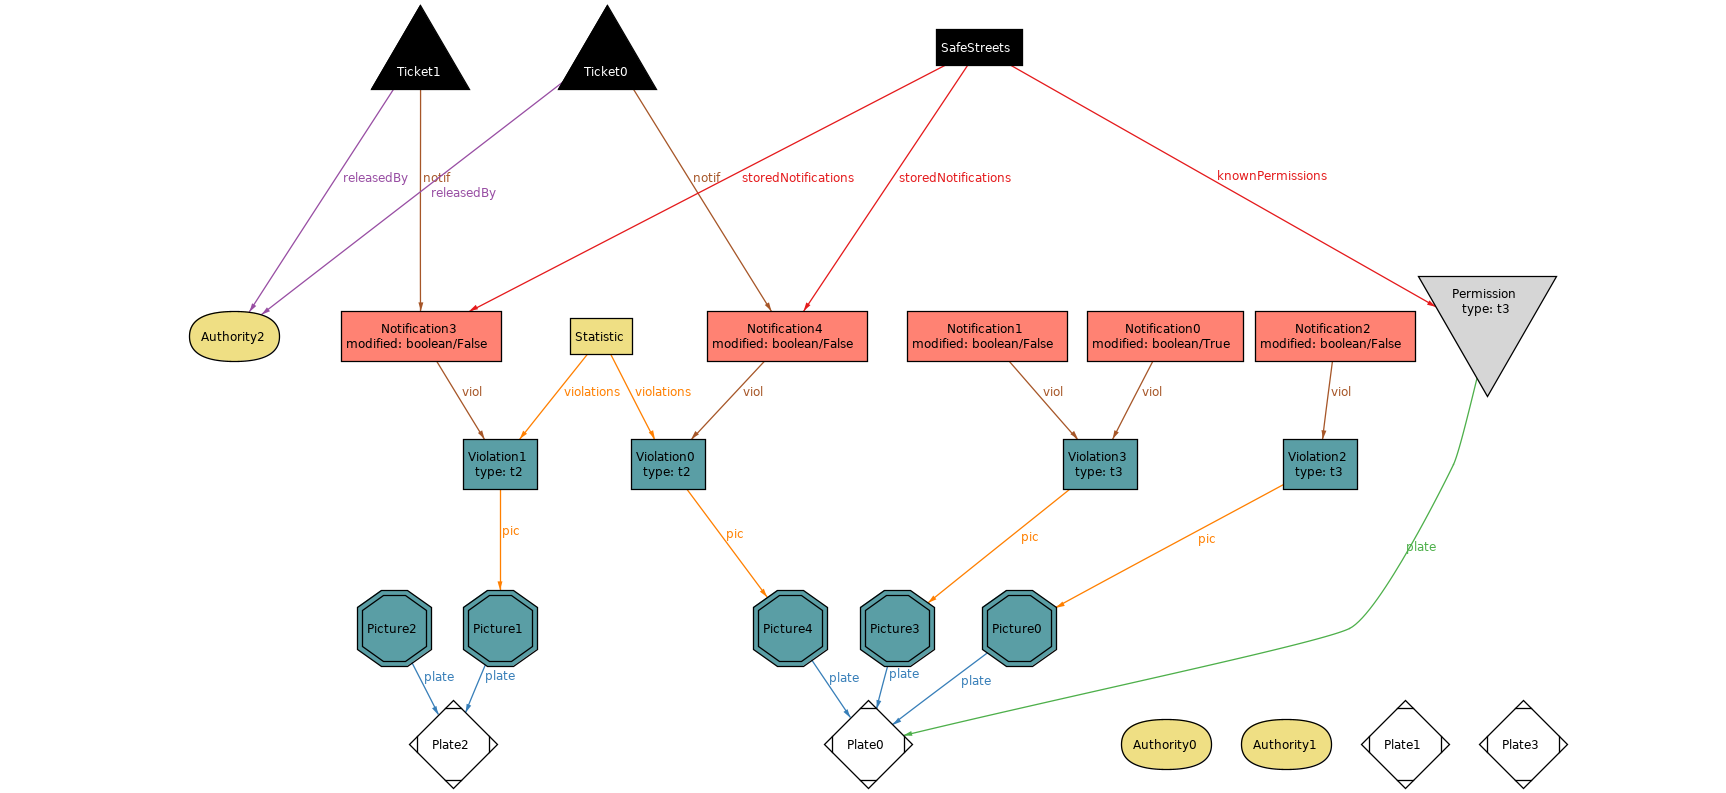 Ticket1
Ticket0
SafeStreets
releasedBy
notif
releasedBy
notif
storedNotifications
storedNotifications
knownPermissions
Permission
type: t3
Authority2
Notification3
modified: boolean/False
Statistic
Notification4
modified: boolean/False
Notification1
modified: boolean/False
Notification0
modified: boolean/True
Notification2
modified: boolean/False
viol
violations
violations
viol
viol
viol
viol
Violation1
type: t2
Violation0
type: t2
Violation3
type: t3
Violation2
type: t3
pic
pic
pic
pic
plate
Picture2
Picture1
Picture4
Picture3
Picture0
plate
plate
plate
plate
plate
Plate2
Plate0
Authority0
Authority1
Plate1
Plate3